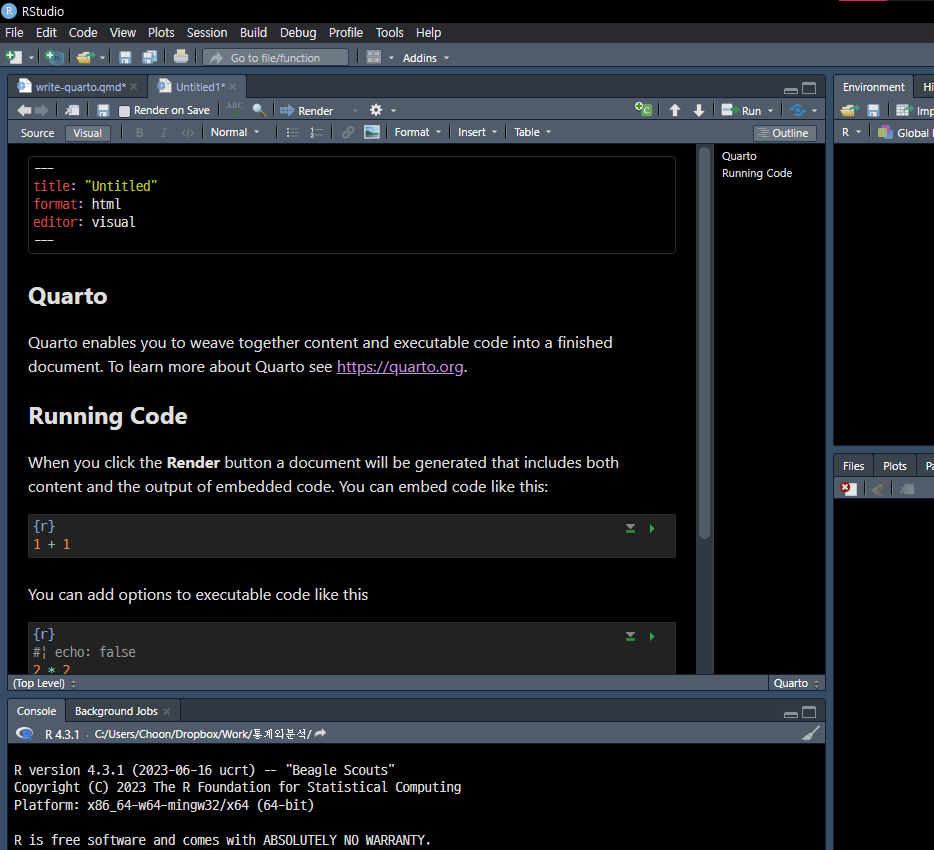 RStudio
File Edit Code View Plots Session Build Debug Profile Tools Help
Go to file/function Addins
write-quarto.qmd* Untitled1*
Render on Save ABC Render Run
Source Visual B I </> Normal Format Insert Table Outline
---
title: "Untitled"
format: html
editor: visual
---
Quarto
Quarto enables you to weave together content and executable code into a finished
document. To learn more about Quarto see https://quarto.org.
Running Code
When you click the Render button a document will be generated that includes both
content and the output of embedded code. You can embed code like this:
{r}
1 + 1
You can add options to executable code like this
{r}
#¦ echo: false
2 * 2
(Top Level) Quarto
Quarto
Running Code
Console Background Jobs
R 4.3.1 · C:/Users/Choon/Dropbox/Work/통계와분석/
R version 4.3.1 (2023-06-16 ucrt) -- "Beagle Scouts"
Copyright (C) 2023 The R Foundation for Statistical Computing
Platform: x86_64-w64-mingw32/x64 (64-bit)
R is free software and comes with ABSOLUTELY NO WARRANTY.
Environment Hi
Imp
R Global
Files Plots Pa